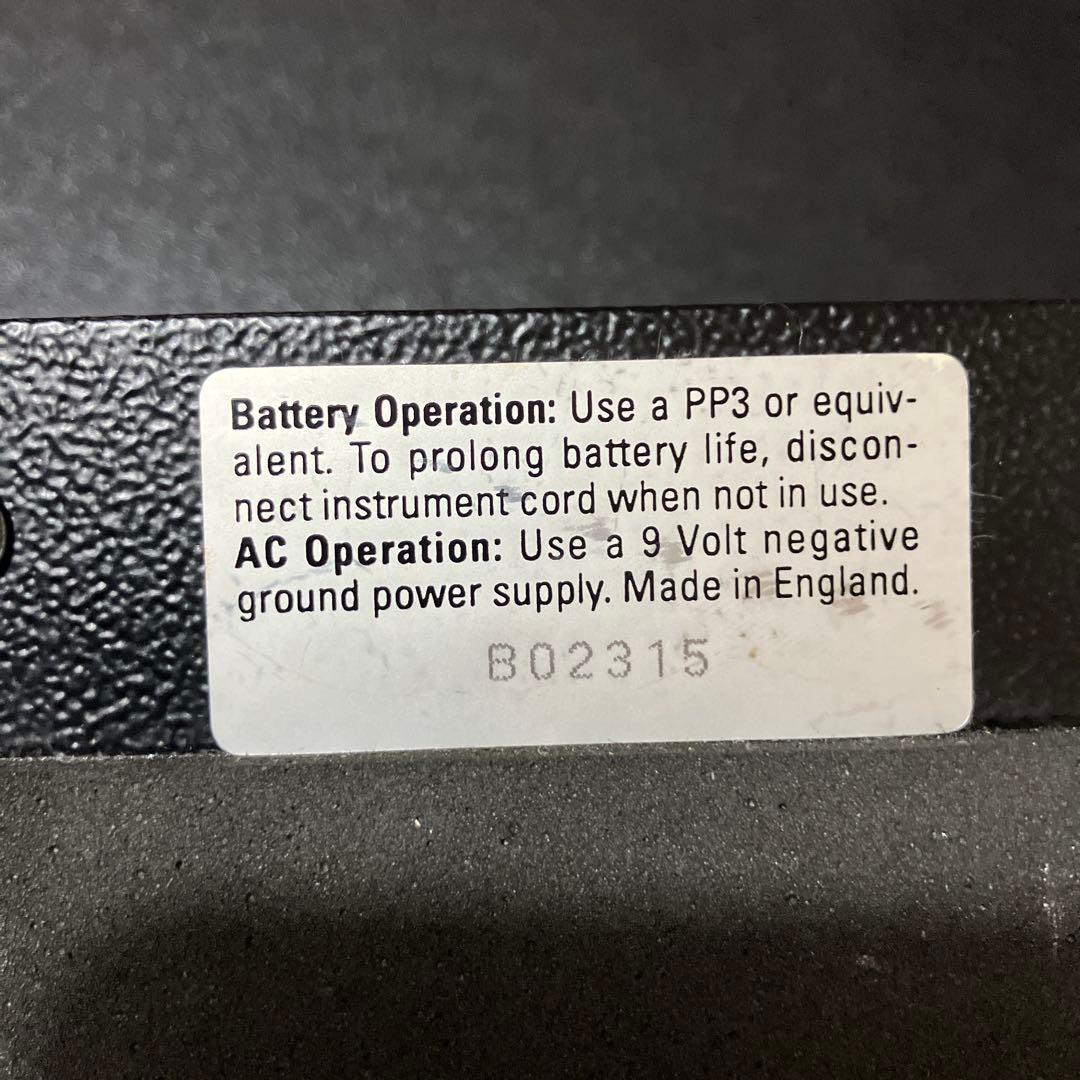 Battery Operation: Use a PP3 or equiv-
alent. To prolong battery life, discon-
nect instrument cord when not in use.
AC Operation: Use a 9 Volt negative
ground power supply. Made in England.
B02315